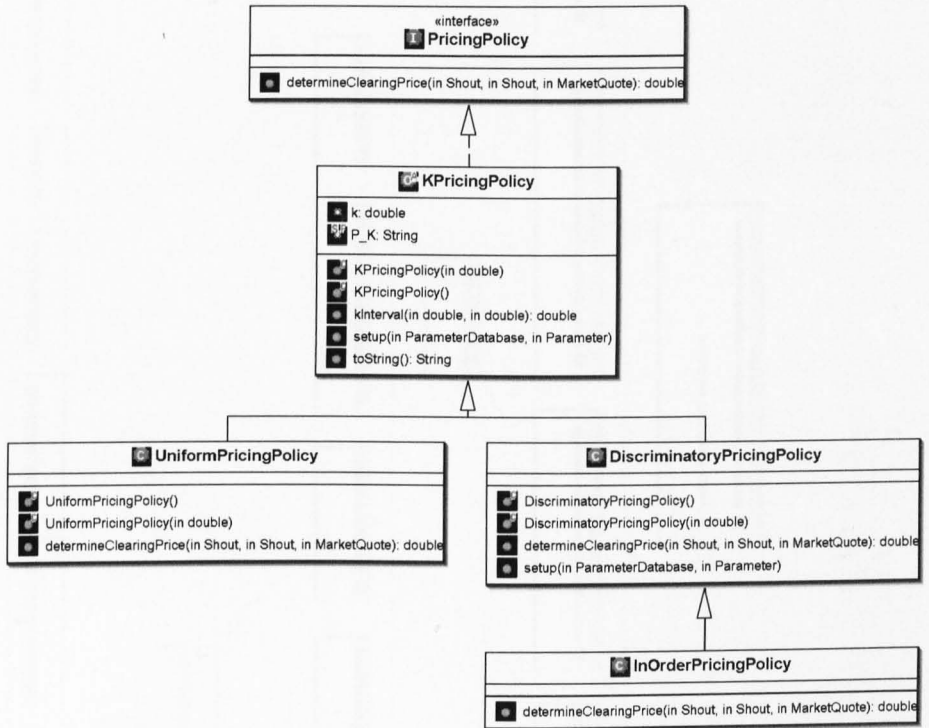 «interface»
PricingPolicy
determineClearingPrice(in Shout, in Shout, in MarketQuote): double
KPricingPolicy
k: double
P_K: String
KPricingPolicy(in double)
KPricingPolicy()
kInterval(in double, in double): double
setup(in ParameterDatabase, in Parameter)
toString(): String
UniformPricingPolicy
UniformPricingPolicy()
UniformPricingPolicy(in double)
determineClearingPrice(in Shout, in Shout, in MarketQuote): double
DiscriminatoryPricingPolicy
DiscriminatoryPricingPolicy()
DiscriminatoryPricingPolicy(in double)
determineClearingPrice(in Shout, in Shout, in MarketQuote): double
setup(in ParameterDatabase, in Parameter)
InOrderPricingPolicy
determineClearingPrice(in Shout, in Shout, in MarketQuote): double